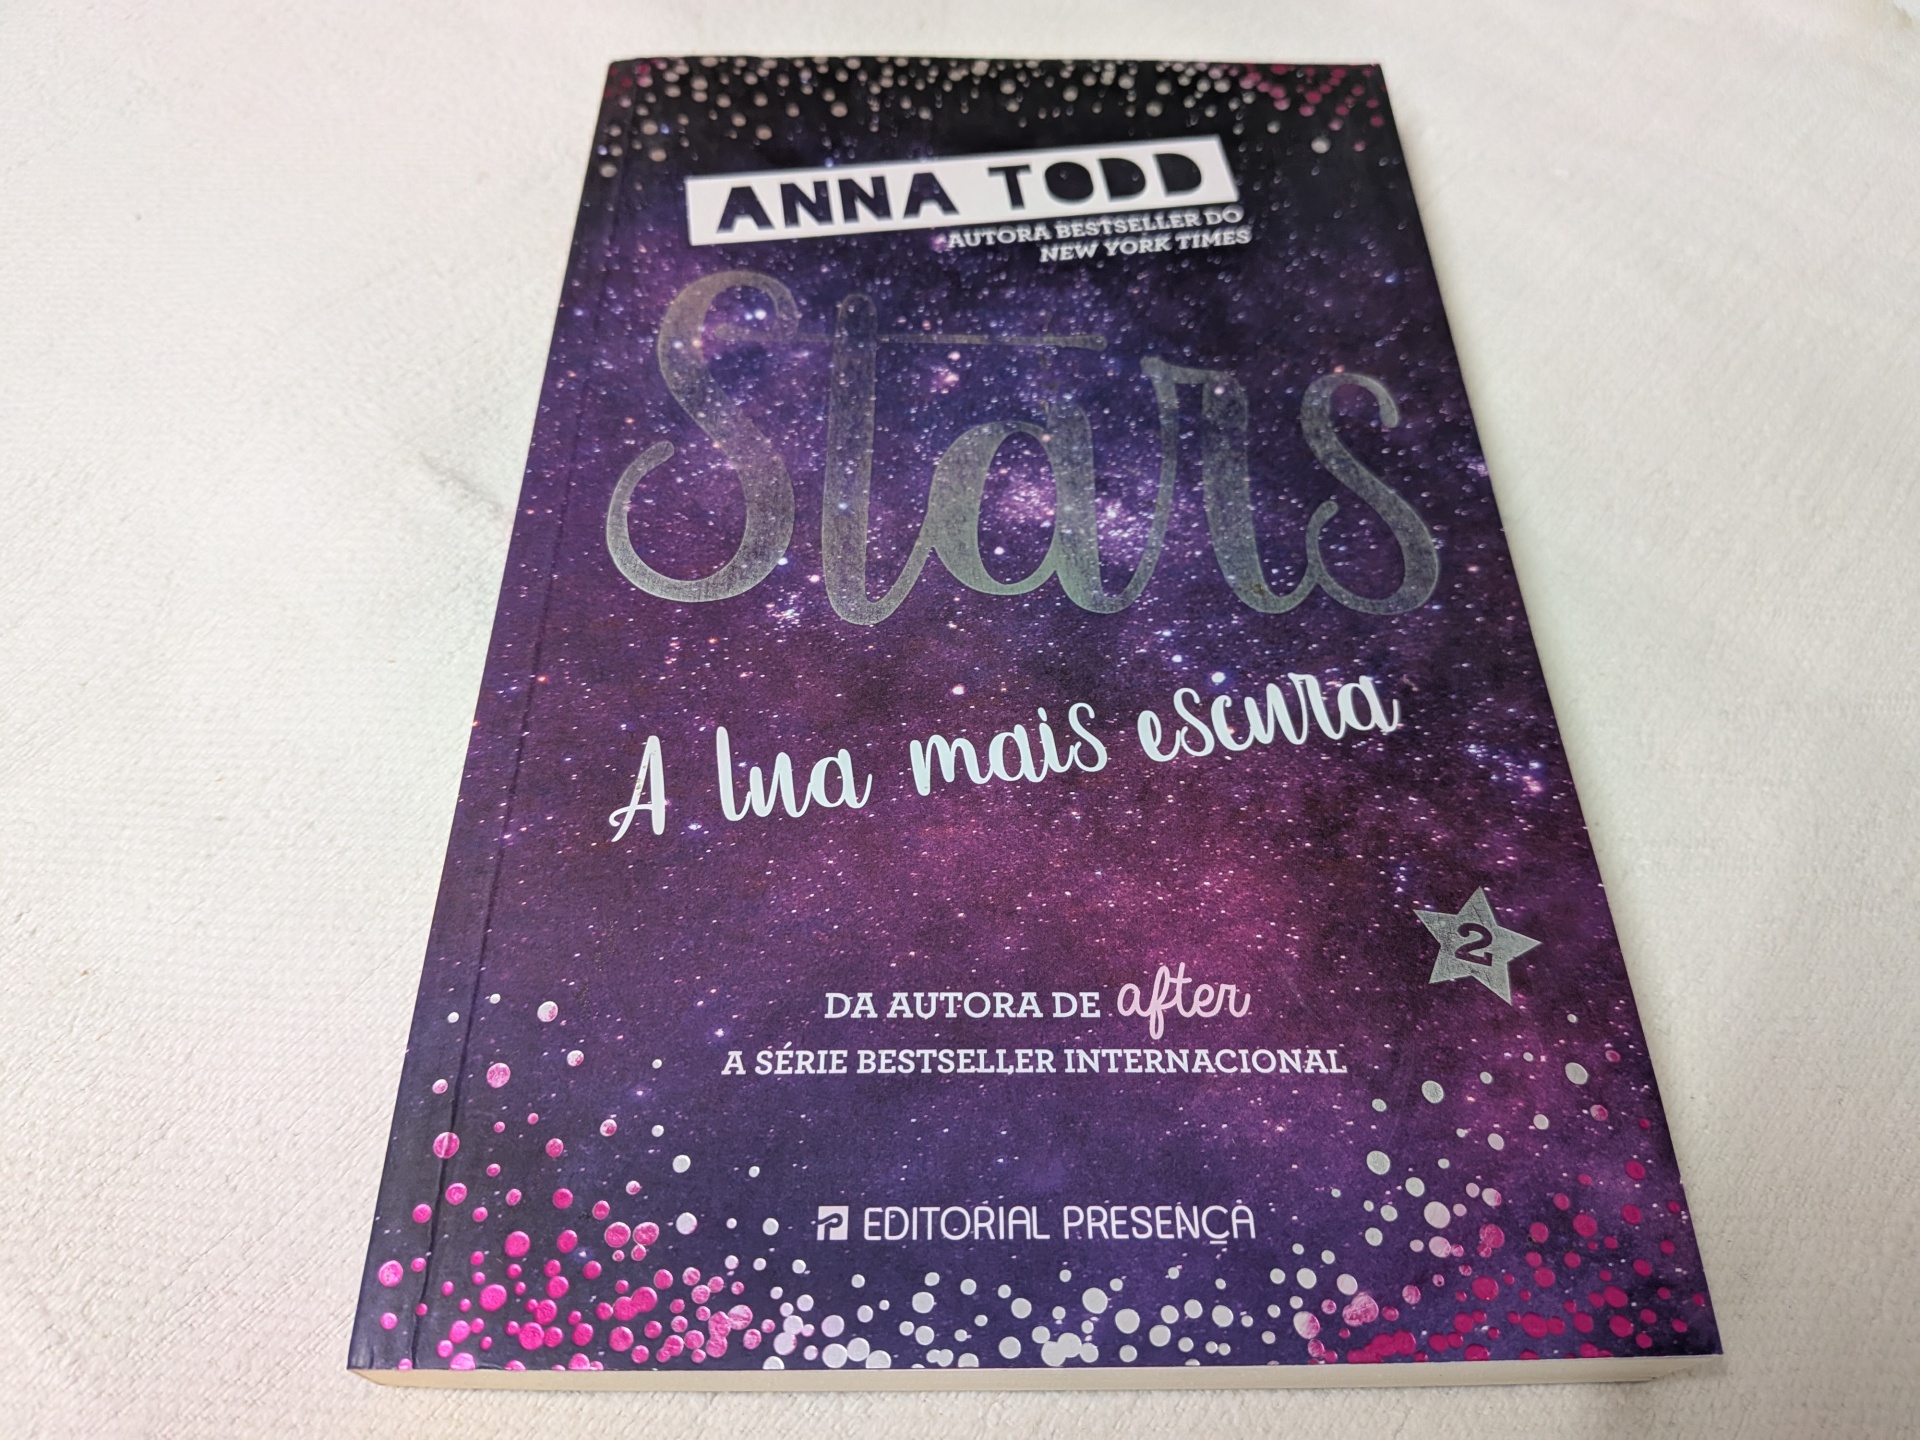 ANNA TODD
AUTORA BESTSELLER DO
NEW YORK TIMES
Stars
A lua mais escura
2
DA AUTORA DE after
A SÉRIE BESTSELLER INTERNACIONAL
EDITORIAL PRESENÇA